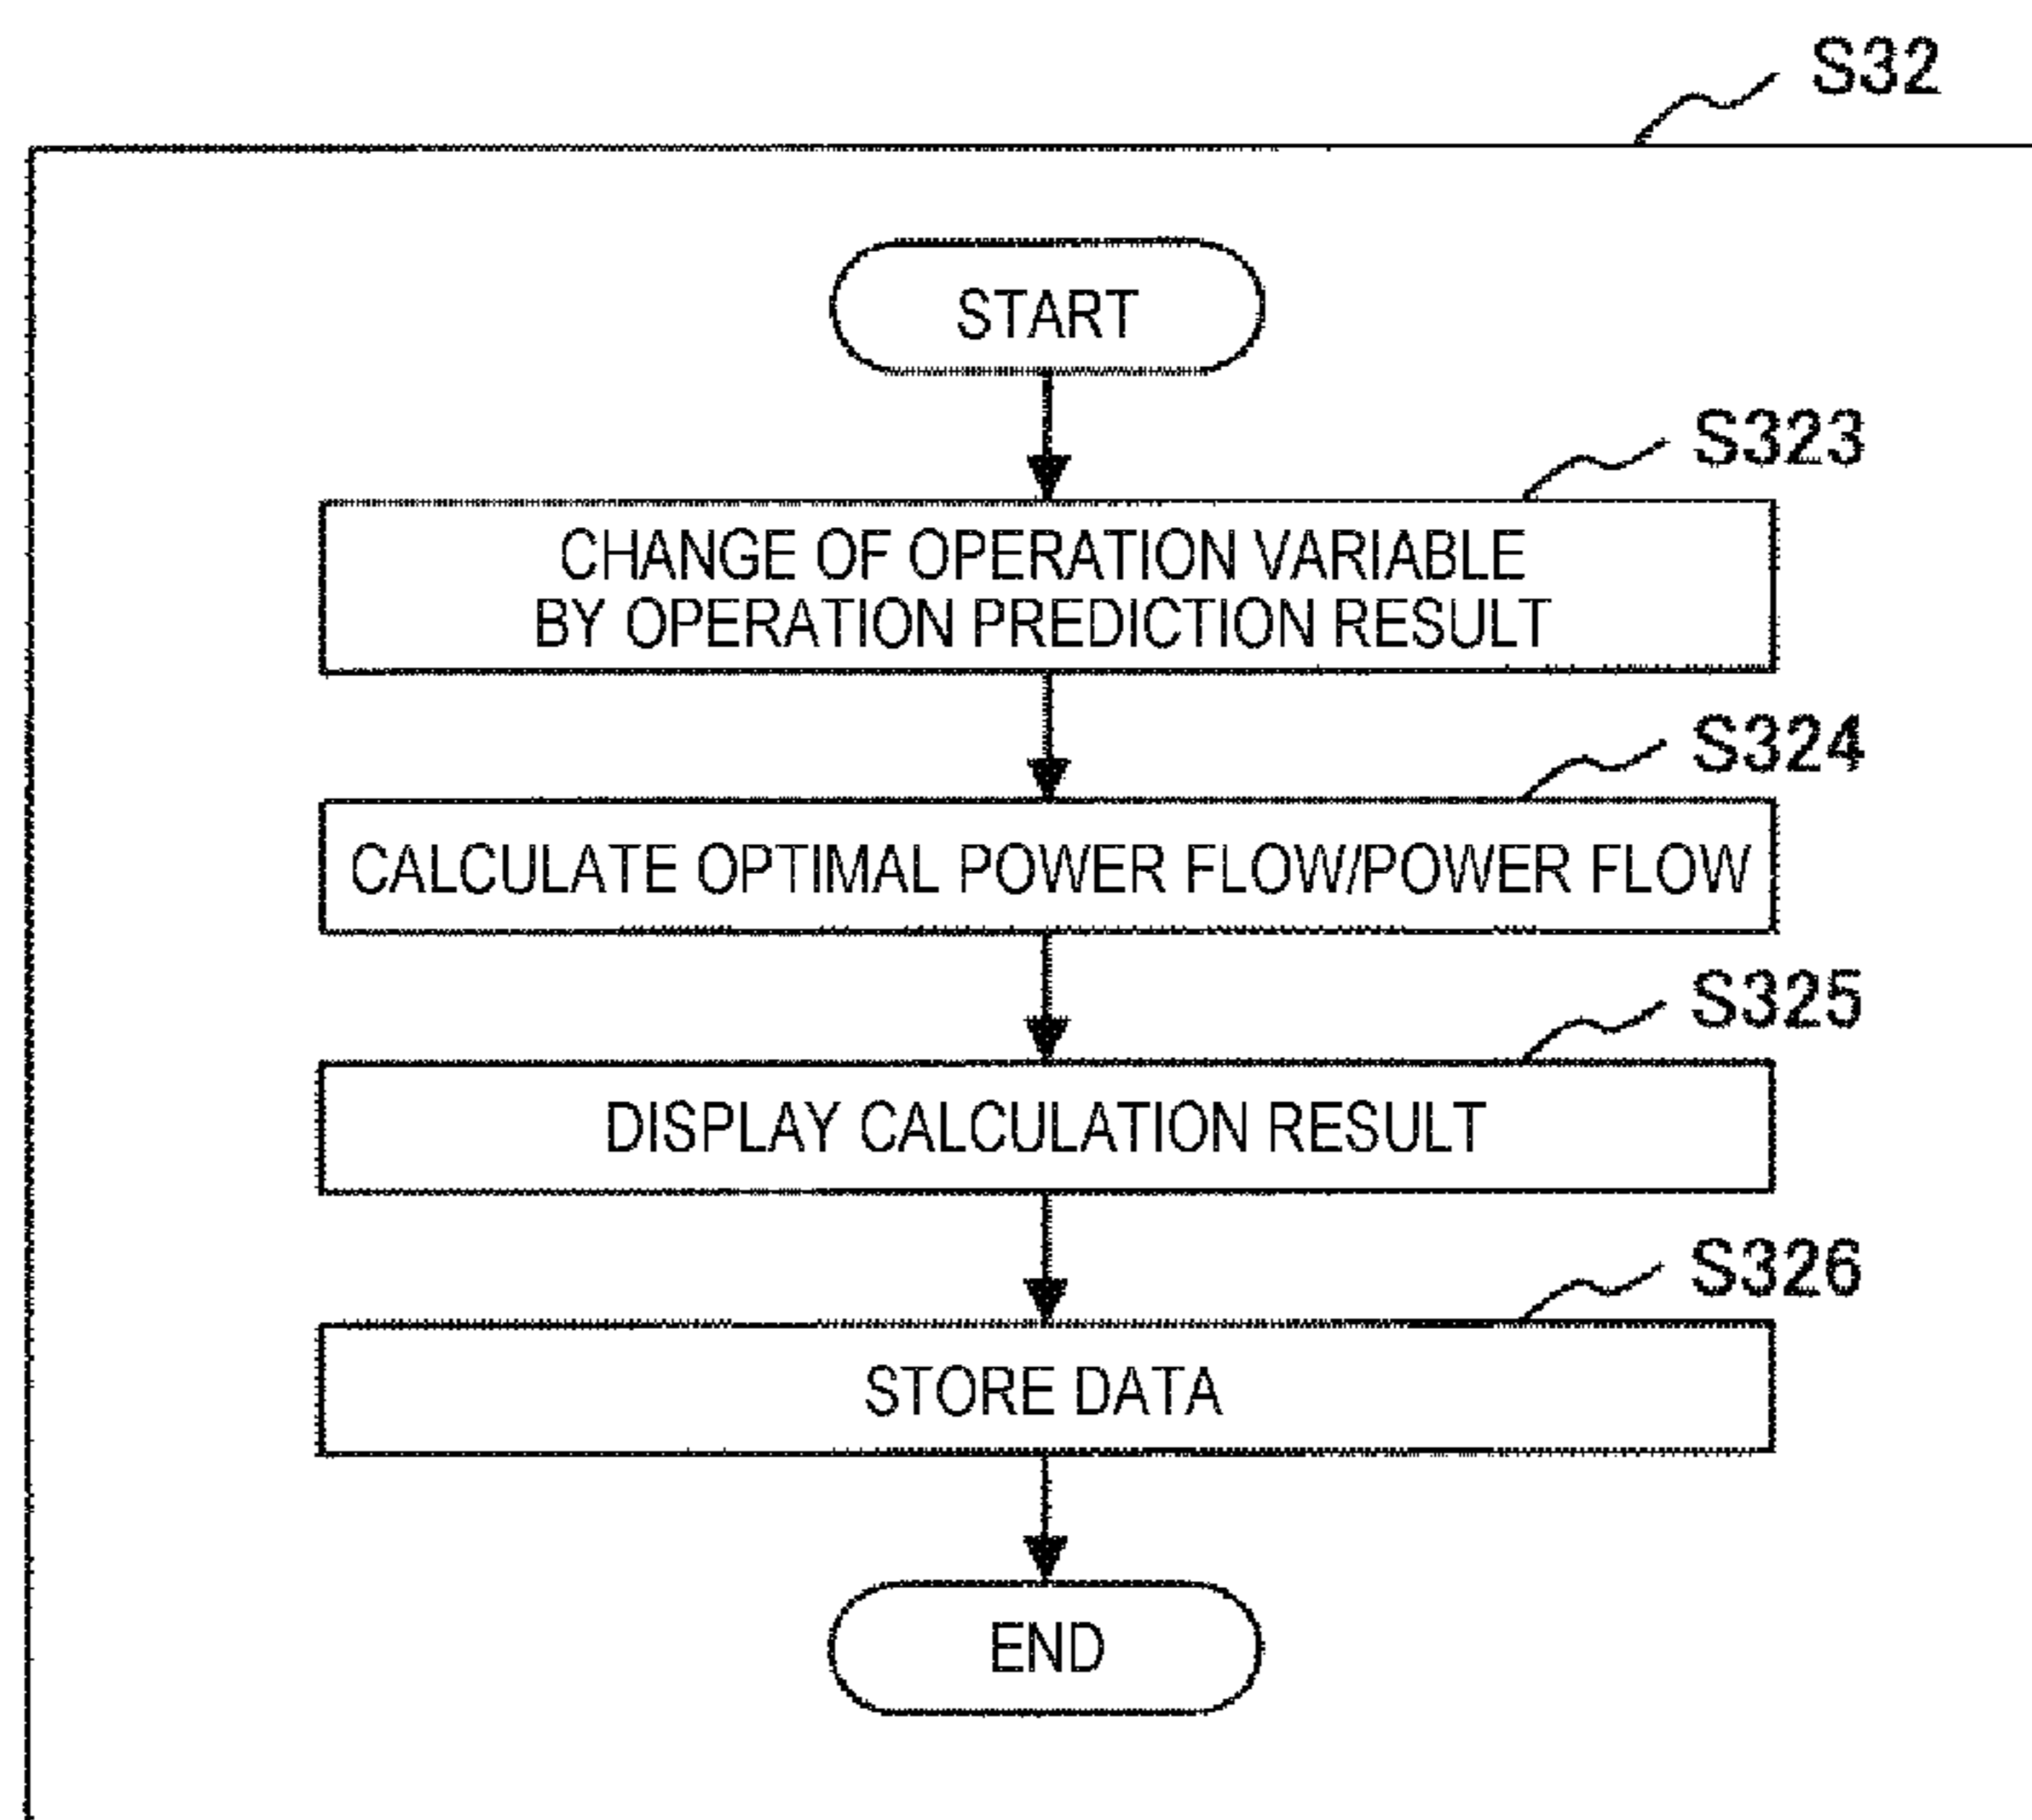 S32
START
S323
CHANGE OF OPERATION VARIABLE
BY OPERATION PREDICTION RESULT
S324
CALCULATE OPTIMAL POWER FLOW/POWER FLOW
S325
DISPLAY CALCULATION RESULT
S326
STORE DATA
END